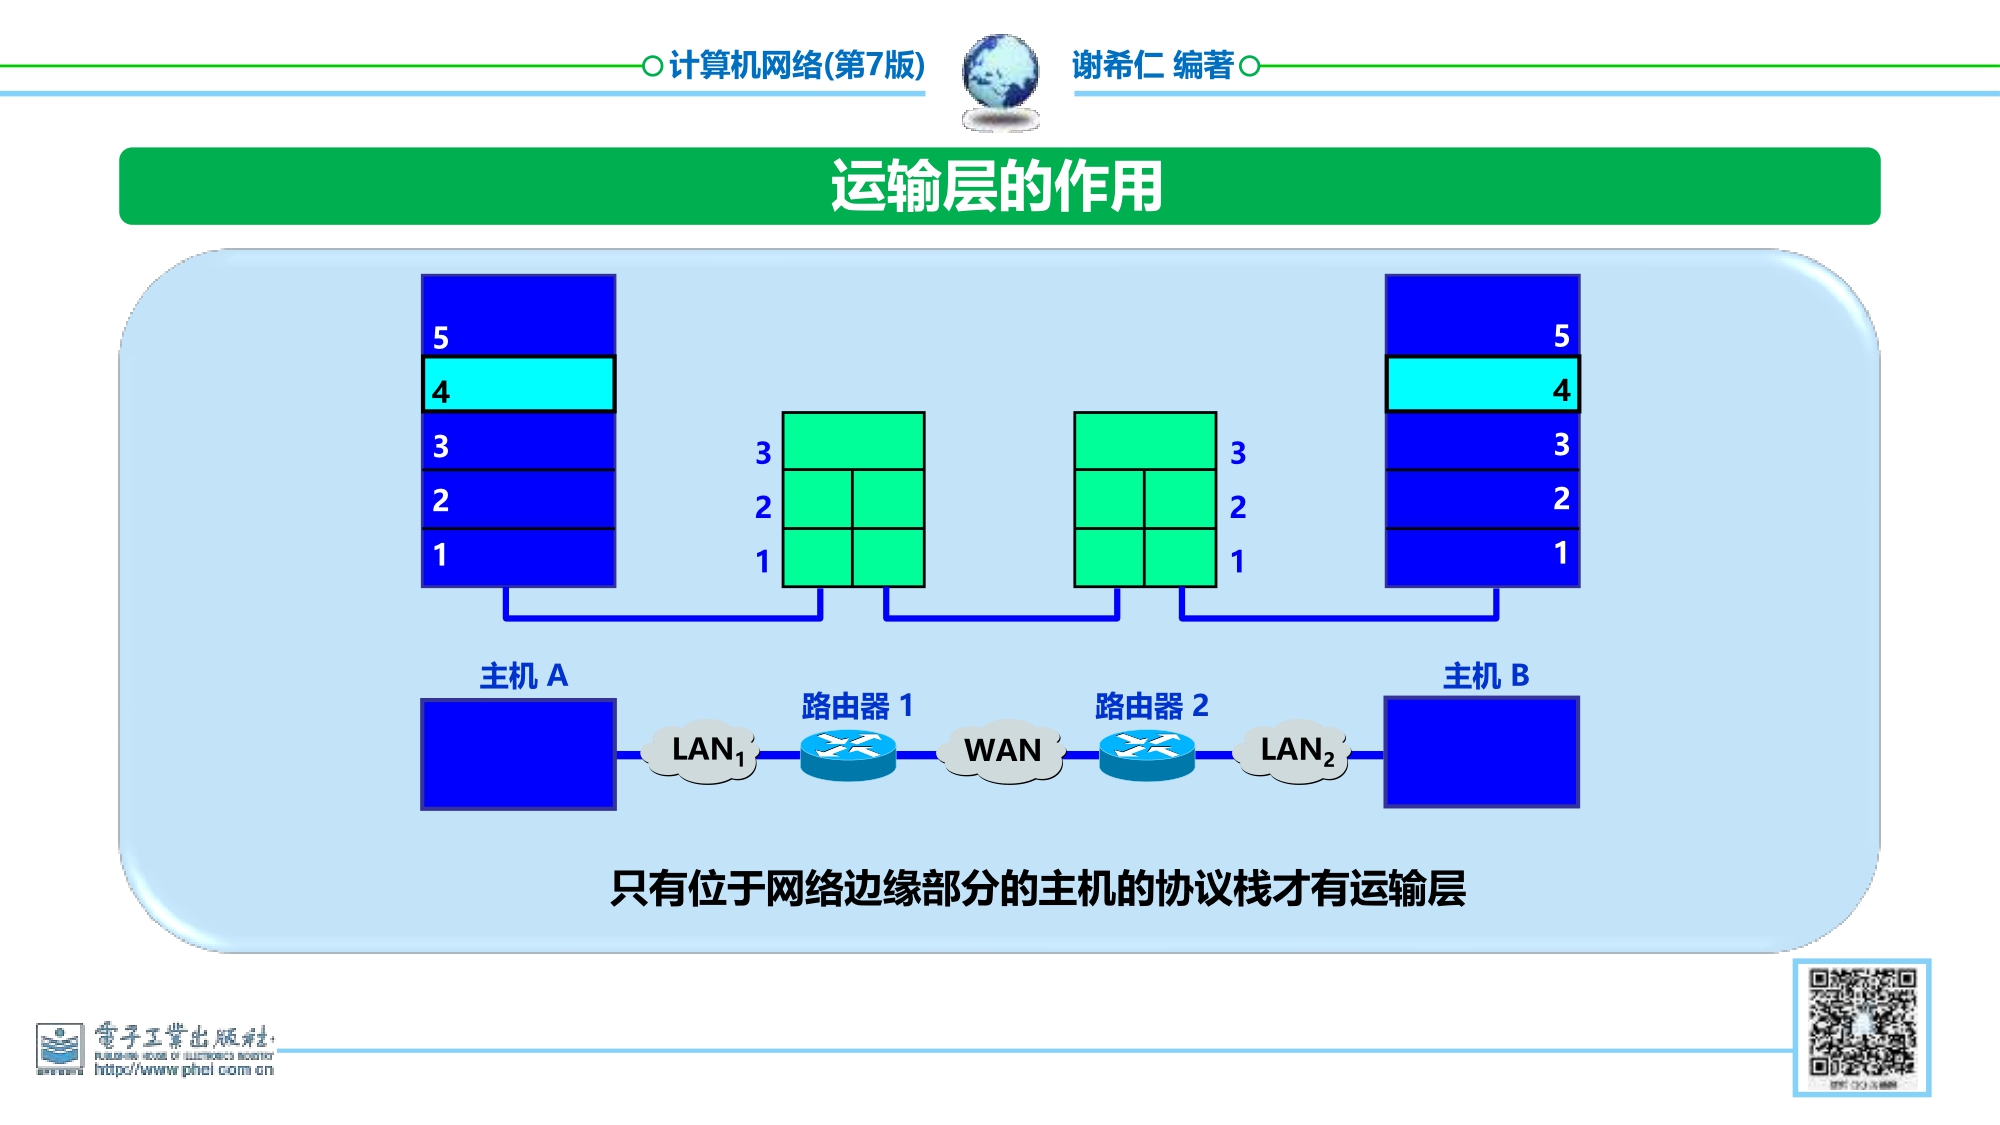 计算机网络(第7版)
谢希仁 编著
运输层的作用
5
4
3
2
1
3
2
1
3
2
1
5
4
3
2
1
主机 A
路由器 1
路由器 2
主机 B
LAN1
WAN
LAN2
只有位于网络边缘部分的主机的协议栈才有运输层
電子工業出版社
PUBLISHING HOUSE OF ELECTRONICS INDUSTRY
http://www.phei.com.cn